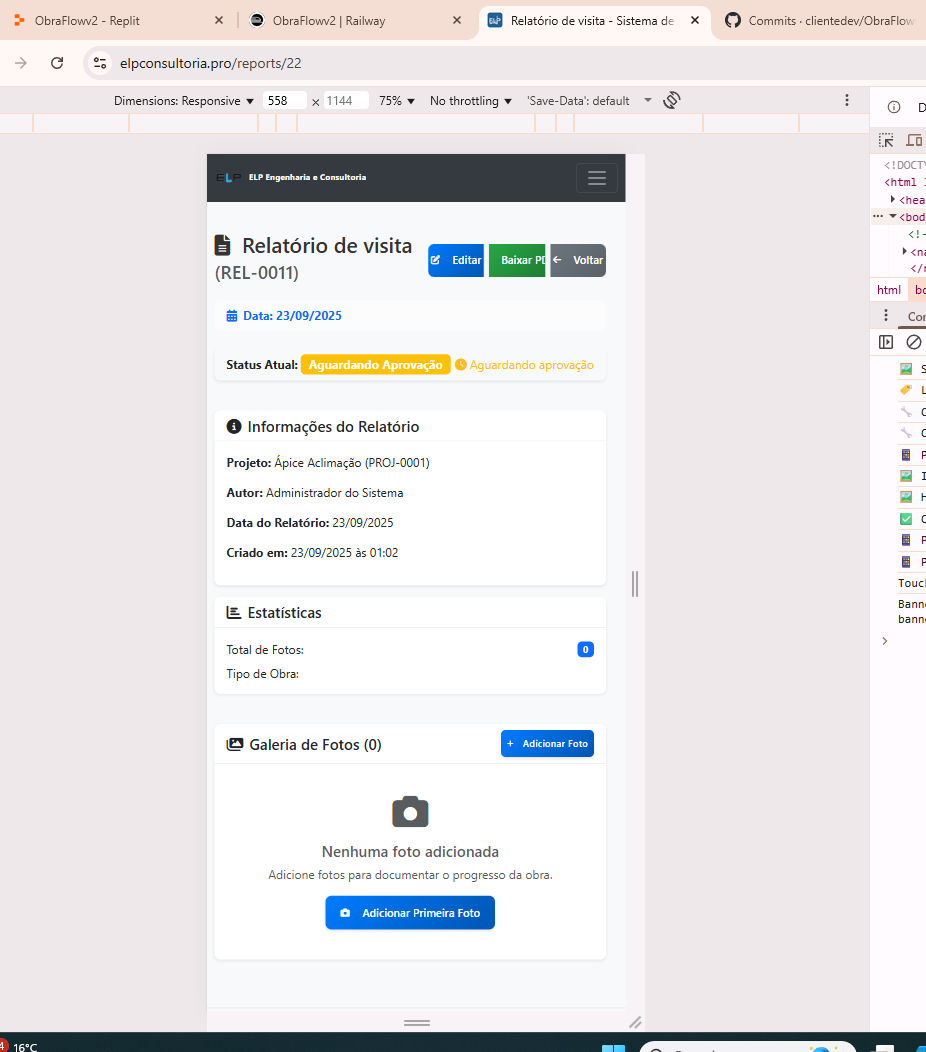 ObraFlowv2 - Replit
ObraFlowv2 | Railway
Relatório de visita - Sistema de
Commits · clientedev/ObraFlow
elpconsultoria.pro/reports/22
Dimensions: Responsive 558 × 1144 75% No throttling 'Save-Data': default
ELP ELP Engenharia e Consultoria
Relatório de visita
(REL-0011)
Editar
Baixar PD
Voltar
Data: 23/09/2025
Status Atual: Aguardando Aprovação Aguardando aprovação
Informações do Relatório
Projeto: Ápice Aclimação (PROJ-0001)
Autor: Administrador do Sistema
Data do Relatório: 23/09/2025
Criado em: 23/09/2025 às 01:02
Estatísticas
Total de Fotos: 0
Tipo de Obra:
Galeria de Fotos (0)
+ Adicionar Foto
Nenhuma foto adicionada
Adicione fotos para documentar o progresso da obra.
Adicionar Primeira Foto
<!DOCTY
<html
<hea
<body
<!-
<na
</
html bo
Con
Touch
Banne
bann
4 16°C